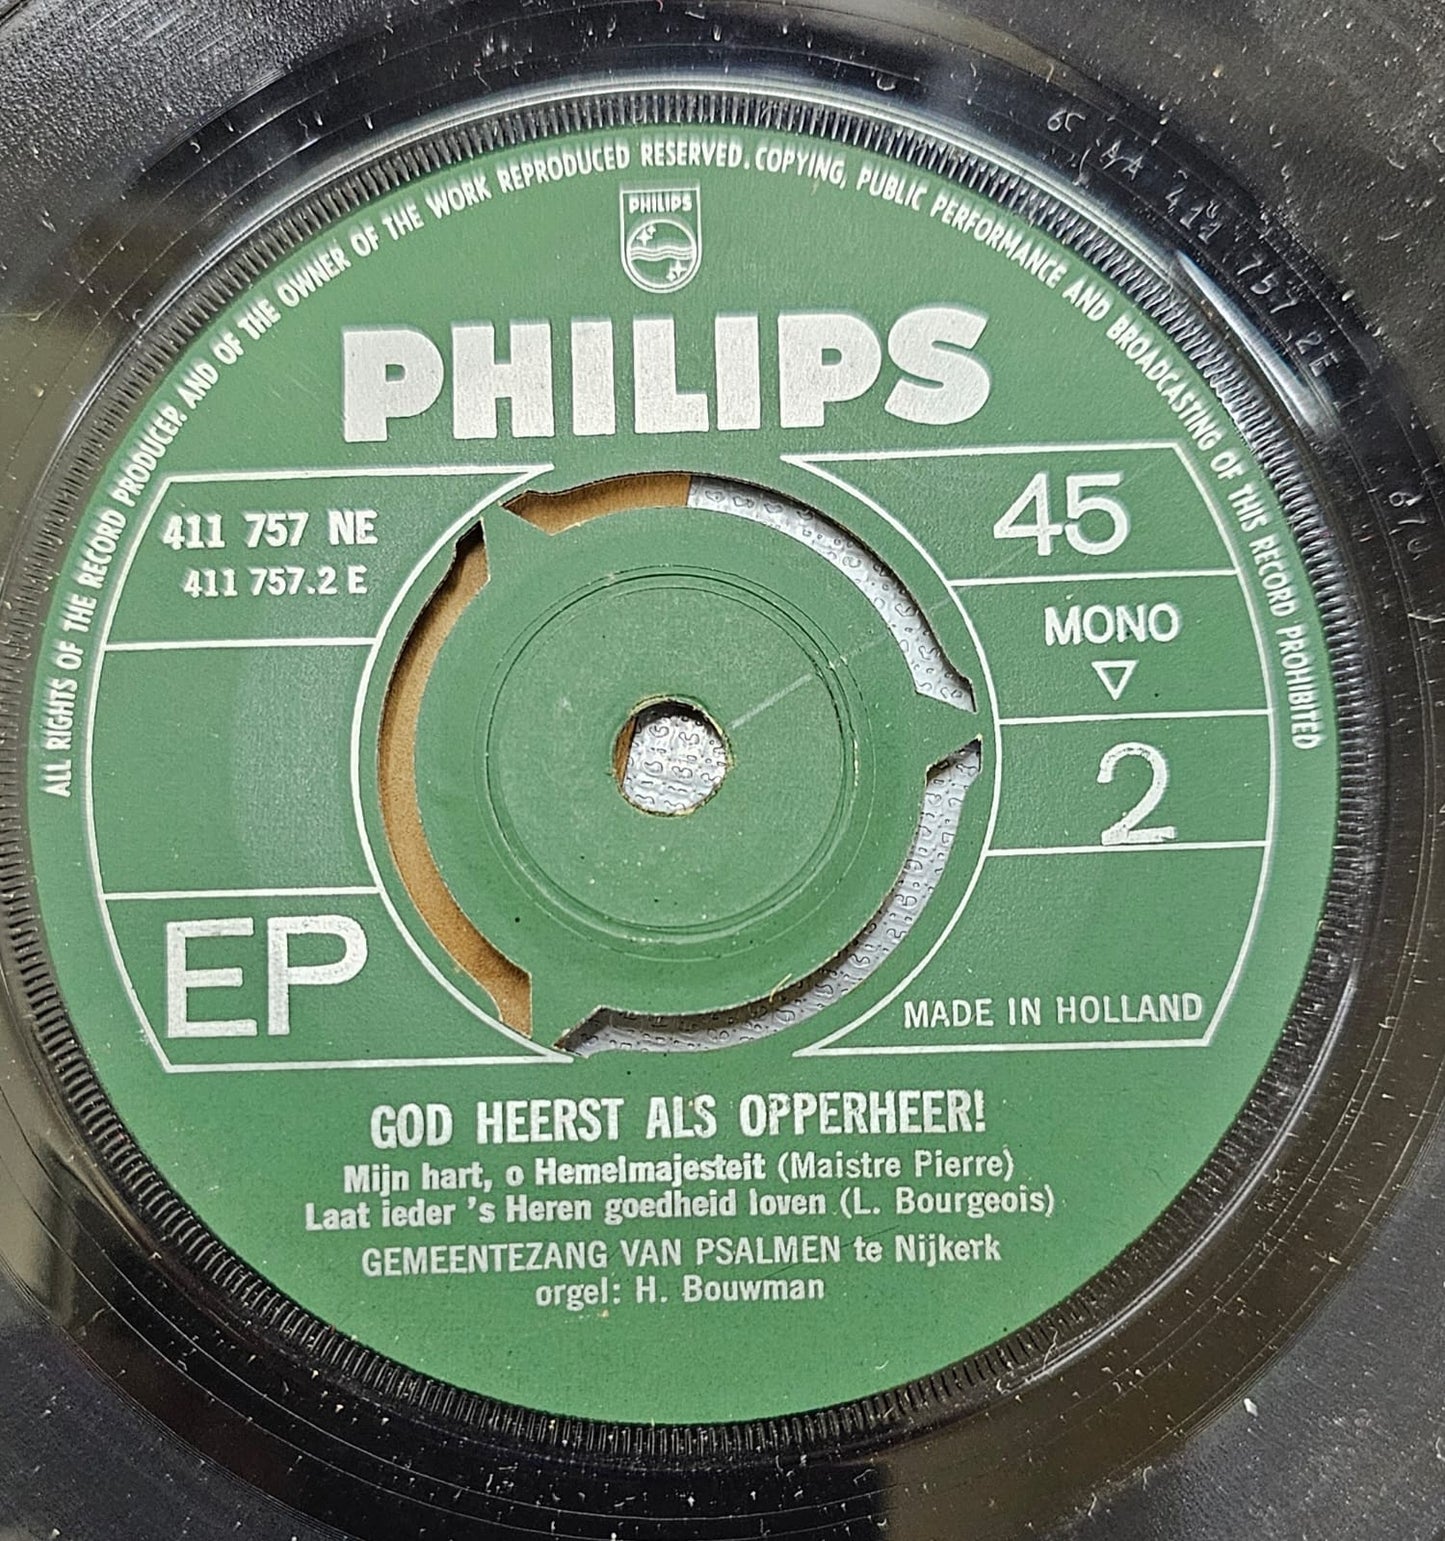 ALL RIGHTS OF THE RECORD PRODUCER AND OF THE OWNER OF THE WORK REPRODUCED RESERVED. COPYING, PUBLIC PERFORMANCE AND BROADCASTING OF THIS RECORD PROHIBITED
PHILIPS
PHILIPS
411 757 NE
411 757.2 E
45
MONO
2
EP
MADE IN HOLLAND
GOD HEERST ALS OPPERHEER!
Mijn hart, o Hemelmajesteit (Maistre Pierre)
Laat ieder 's Heren goedheid loven (L. Bourgeois)
GEMEENTEZANG VAN PSALMEN te Nijkerk
orgel: H. Bouwman
757 2E
670